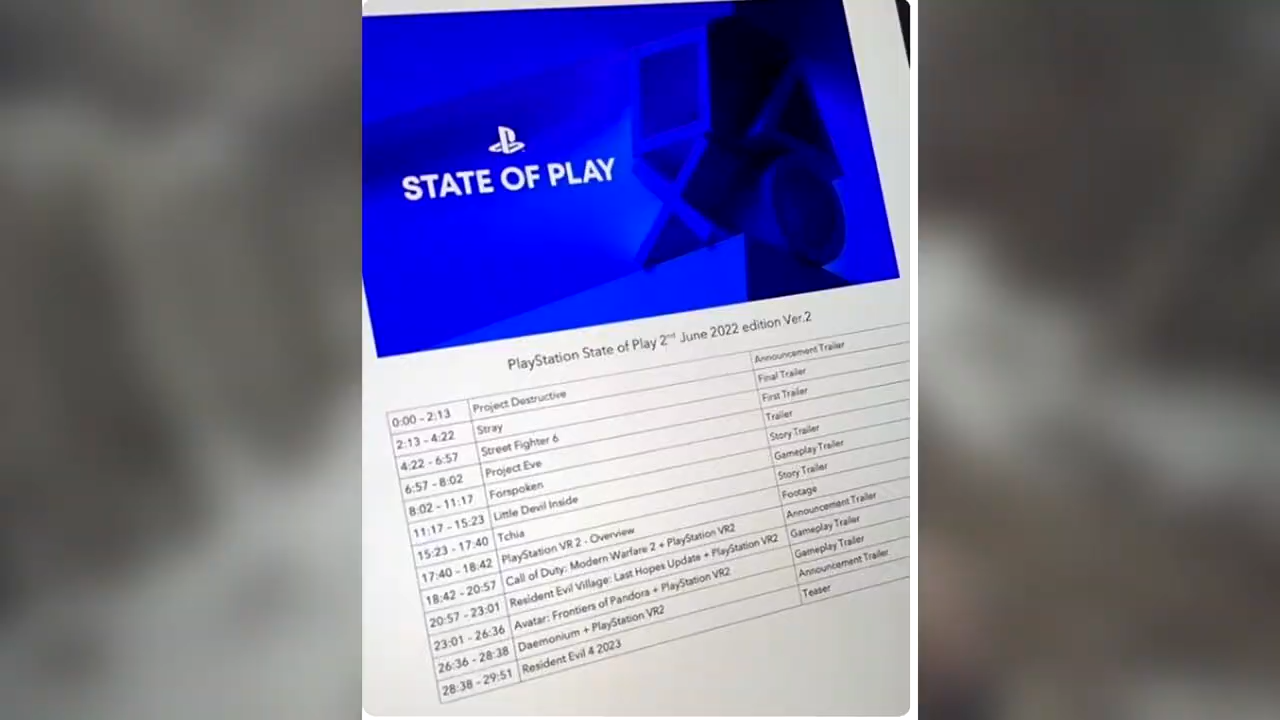 STATE OF PLAY
PlayStation State of Play 2nd June 2022 edition Ver.2
0:00 - 2:13 Project Destructive Announcement Trailer
2:13 - 4:22 Stray Final Trailer
4:22 - 6:57 Street Fighter 6 First Trailer
6:57 - 8:02 Project Eve Trailer
8:02 - 11:17 Forspoken Story Trailer
11:17 - 15:23 Little Devil Inside Gameplay Trailer
15:23 - 17:40 Tchia Story Trailer
17:40 - 18:42 PlayStation VR 2 - Overview Footage
18:42 - 20:57 Call of Duty: Modern Warfare 2 + PlayStation VR2 Announcement Trailer
20:57 - 23:01 Resident Evil Village: Last Hopes Update + PlayStation VR2 Gameplay Trailer
23:01 - 26:36 Avatar: Frontiers of Pandora + PlayStation VR2 Gameplay Trailer
26:36 - 28:38 Daemonium + PlayStation VR2 Announcement Trailer
28:38 - 29:51 Resident Evil 4 2023 Teaser